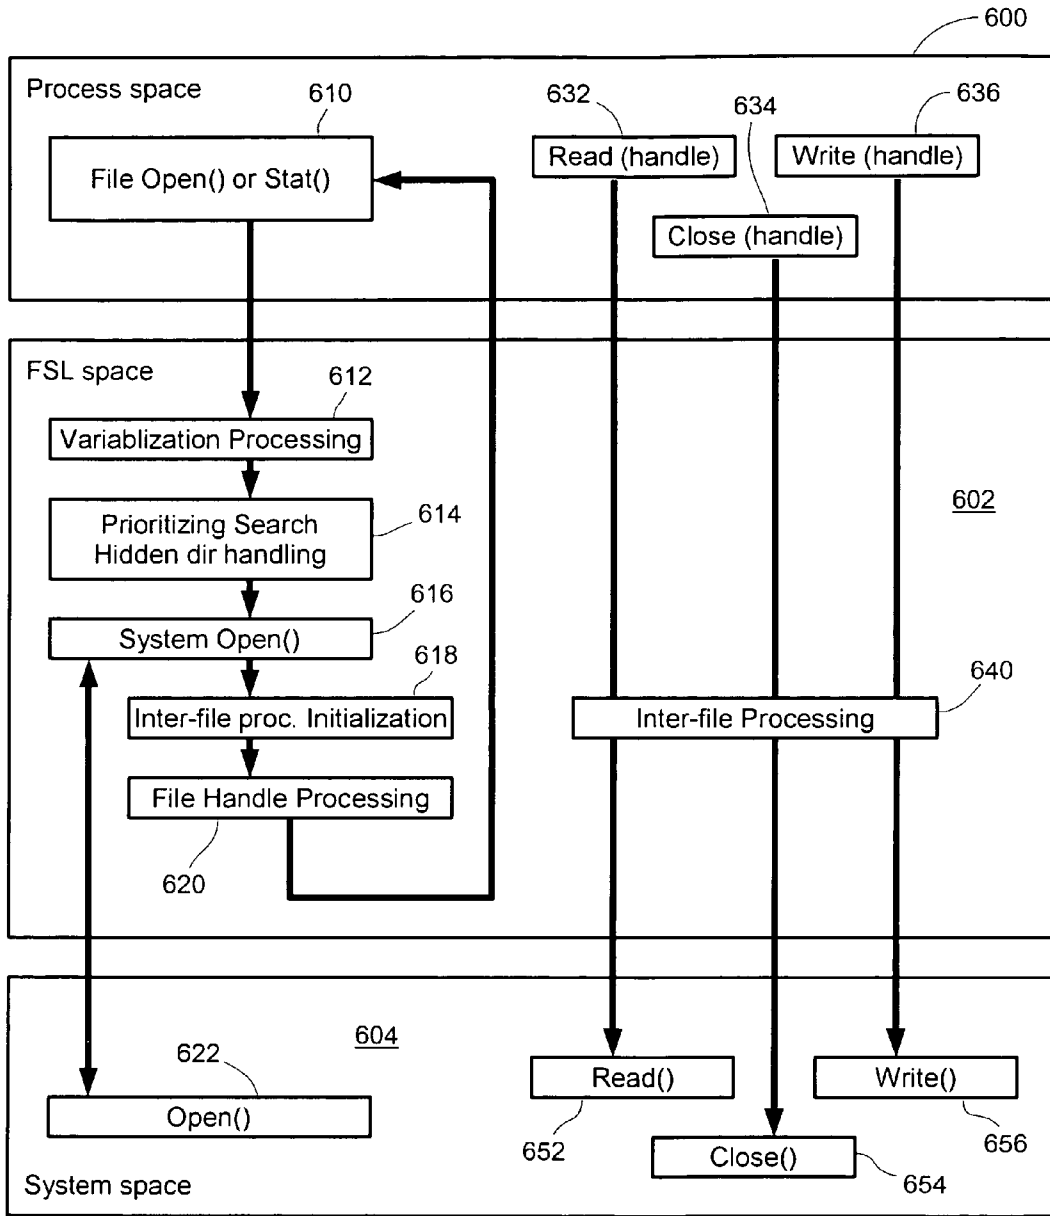 600
Process space
610
632
634
636
File Open() or Stat()
Read (handle)
Write (handle)
Close (handle)
FSL space
612
Variablization Processing
Prioritizing Search
Hidden dir handling
614
602
616
System Open()
618
640
Inter-file proc. Initialization
Inter-file Processing
File Handle Processing
620
604
622
Open()
Read()
Write()
652
656
Close()
654
System space